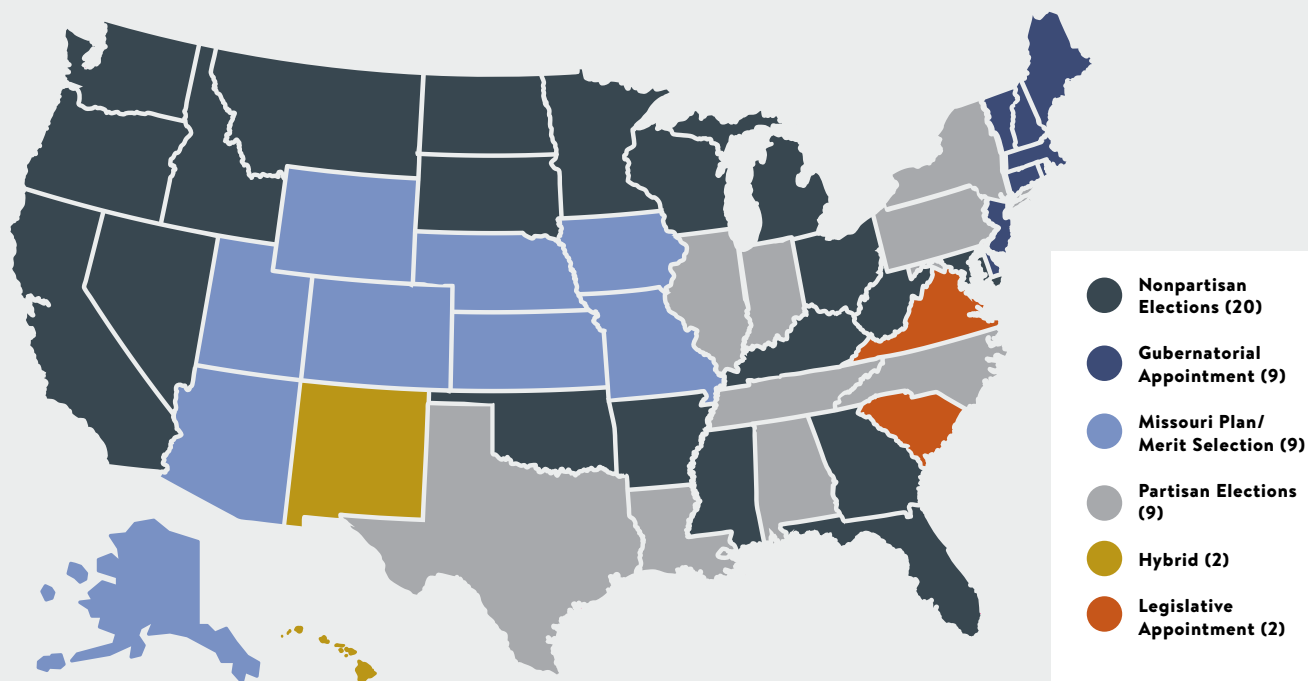 Nonpartisan
Elections (20)
Gubernatorial
Appointment (9)
Missouri Plan/
Merit Selection (9)
Partisan Elections
(9)
Hybrid (2)
Legislative
Appointment (2)